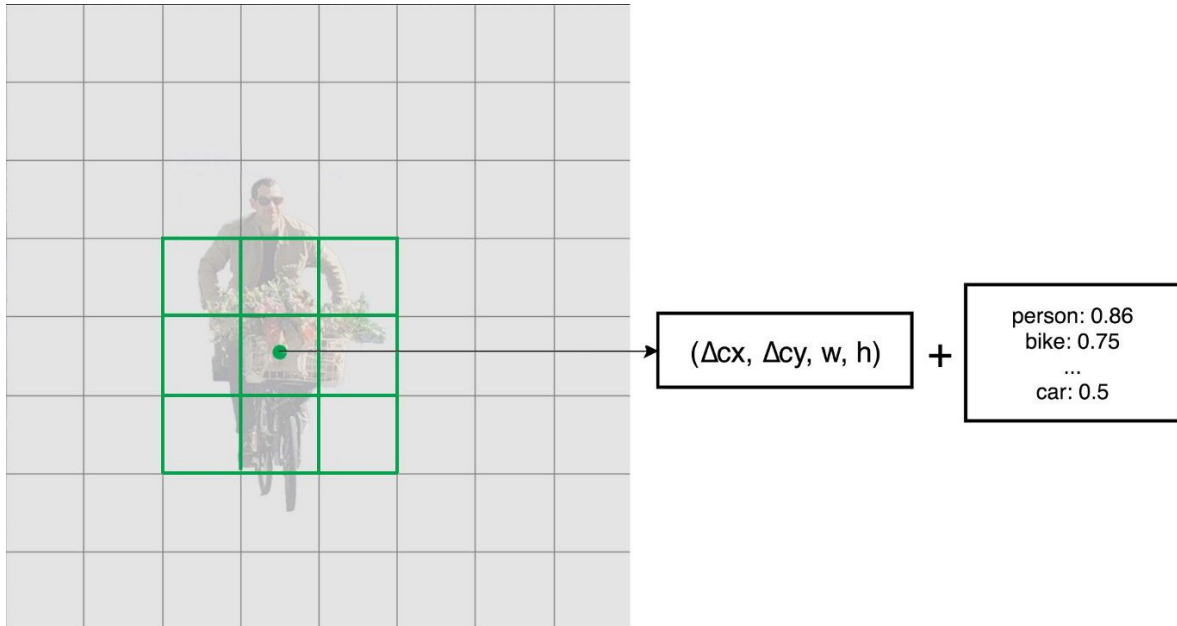 (Δcx, Δcy, w, h)
+
person: 0.86
bike: 0.75
...
car: 0.5